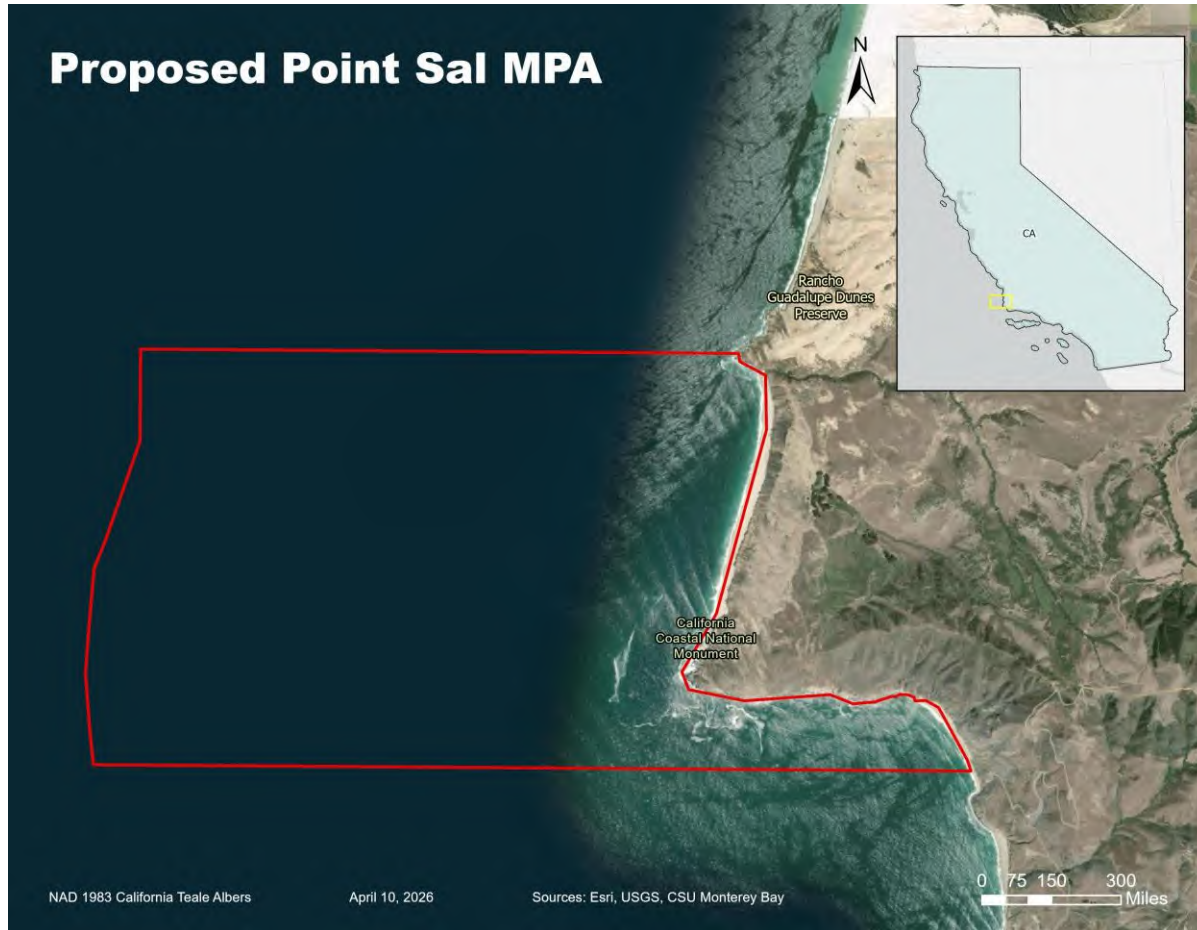 Proposed Point Sal MPA
N
CA
Rancho
Guadalupe Dunes
Preserve
California
Coastal National
Monument
NAD 1983 California Teale Albers
April 10, 2026
Sources: Esri, USGS, CSU Monterey Bay
0 75 150 300
Miles